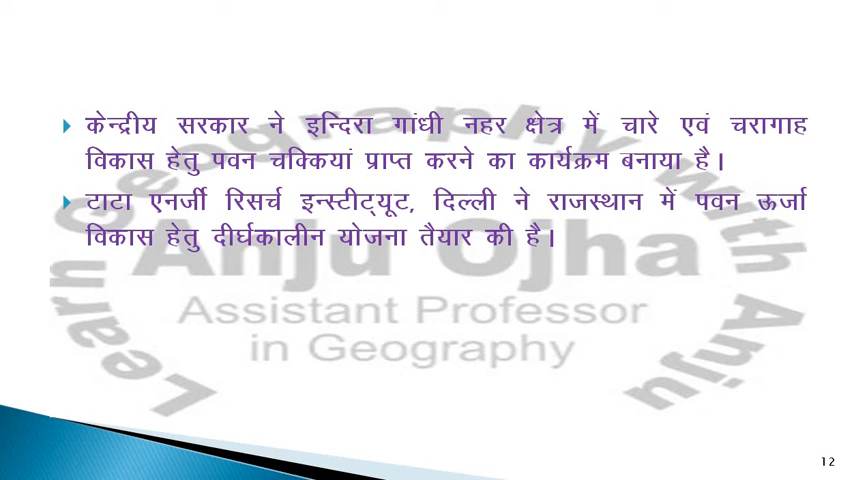 केन्द्रीय सरकार ने इन्दिरा गांधी नहर क्षेत्र में चारे एवं चरागाह
विकास हेतु पवन चक्कियां प्राप्त करने का कार्यक्रम बनाया है।
टाटा एनर्जी रिसर्च इन्स्टीट्यूट, दिल्ली ने राजस्थान में पवन ऊर्जा
विकास हेतु दीर्घकालीन योजना तैयार की है।
Learn Geography with Anju
Anju Ojha
Assistant Professor
in Geography
12